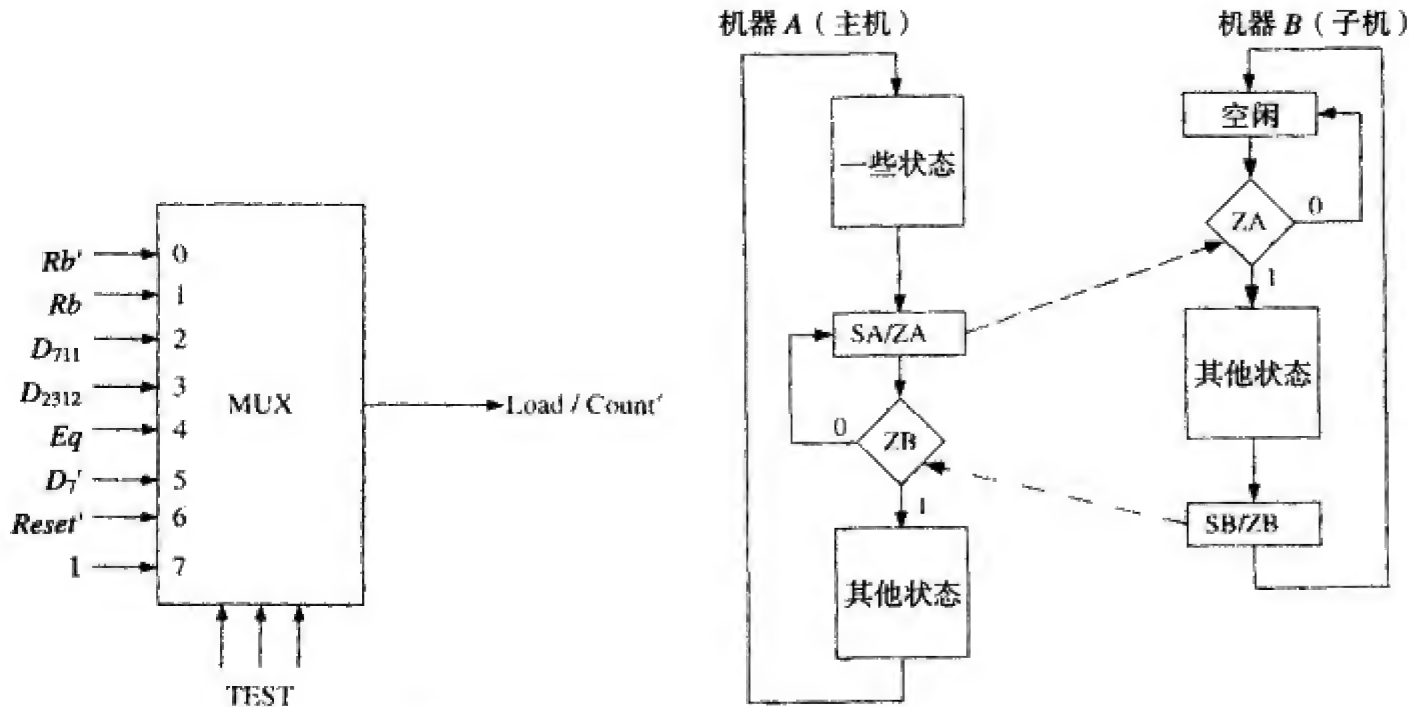 Rb' 0
Rb 1
D711 2
D2312 3
Eq 4
D7' 5
Reset' 6
1 7
MUX
Load / Count'
TEST
机器 A（主机）
一些状态
SA/ZA
0
ZB
1
其他状态
机器 B（子机）
空闲
ZA
0
1
其他状态
SB/ZB